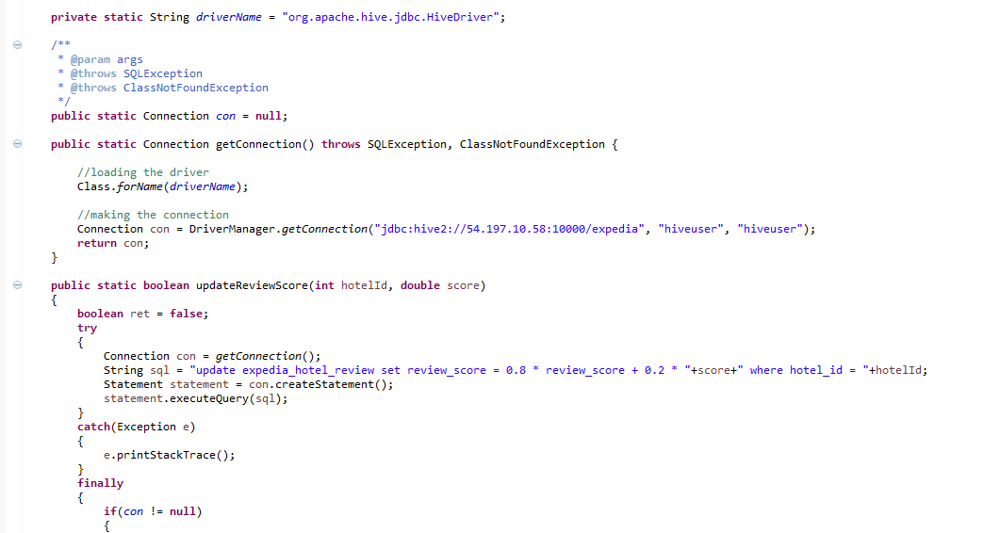 private static String driverName = "org.apache.hive.jdbc.HiveDriver";
/**
* @param args
* @throws SQLException
* @throws ClassNotFoundException
*/
public static Connection con = null;
public static Connection getConnection() throws SQLException, ClassNotFoundException {
//loading the driver
Class.forName(driverName);
//making the connection
Connection con = DriverManager.getConnection("jdbc:hive2://54.197.10.58:10000/expedia", "hiveuser", "hiveuser");
return con;
}
public static boolean updateReviewScore(int hotelId, double score)
{
boolean ret = false;
try
{
Connection con = getConnection();
String sql = "update expedia_hotel_review set review_score = 0.8 * review_score + 0.2 * "+score+" where hotel_id = "+hotelId;
Statement statement = con.createStatement();
statement.executeQuery(sql);
}
catch(Exception e)
{
e.printStackTrace();
}
finally
{
if(con != null)
{